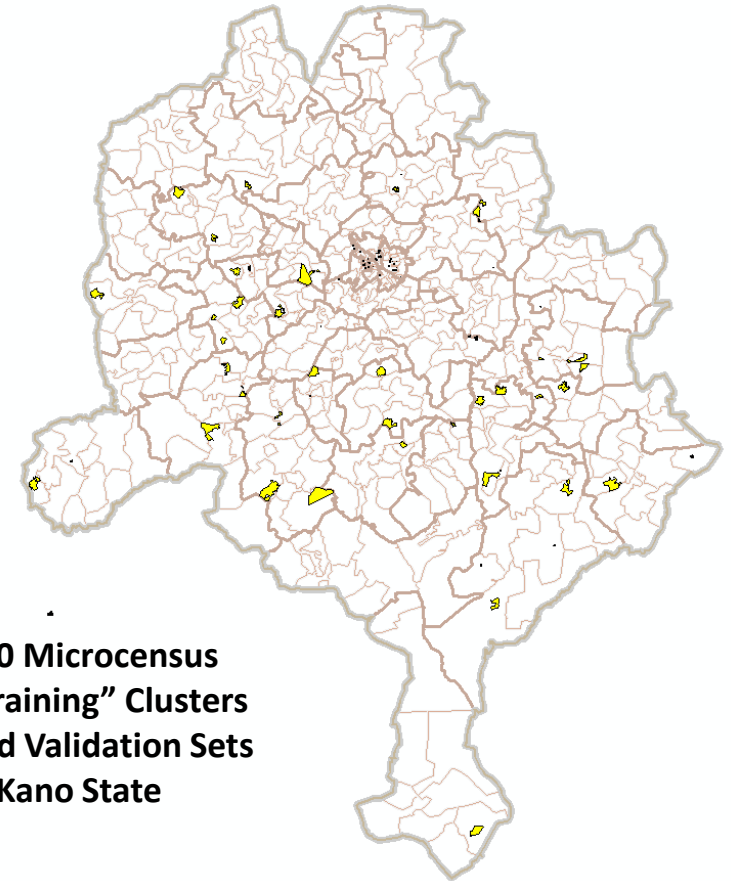 0 Microcensus
raining” Clusters
d Validation Sets
Kano State